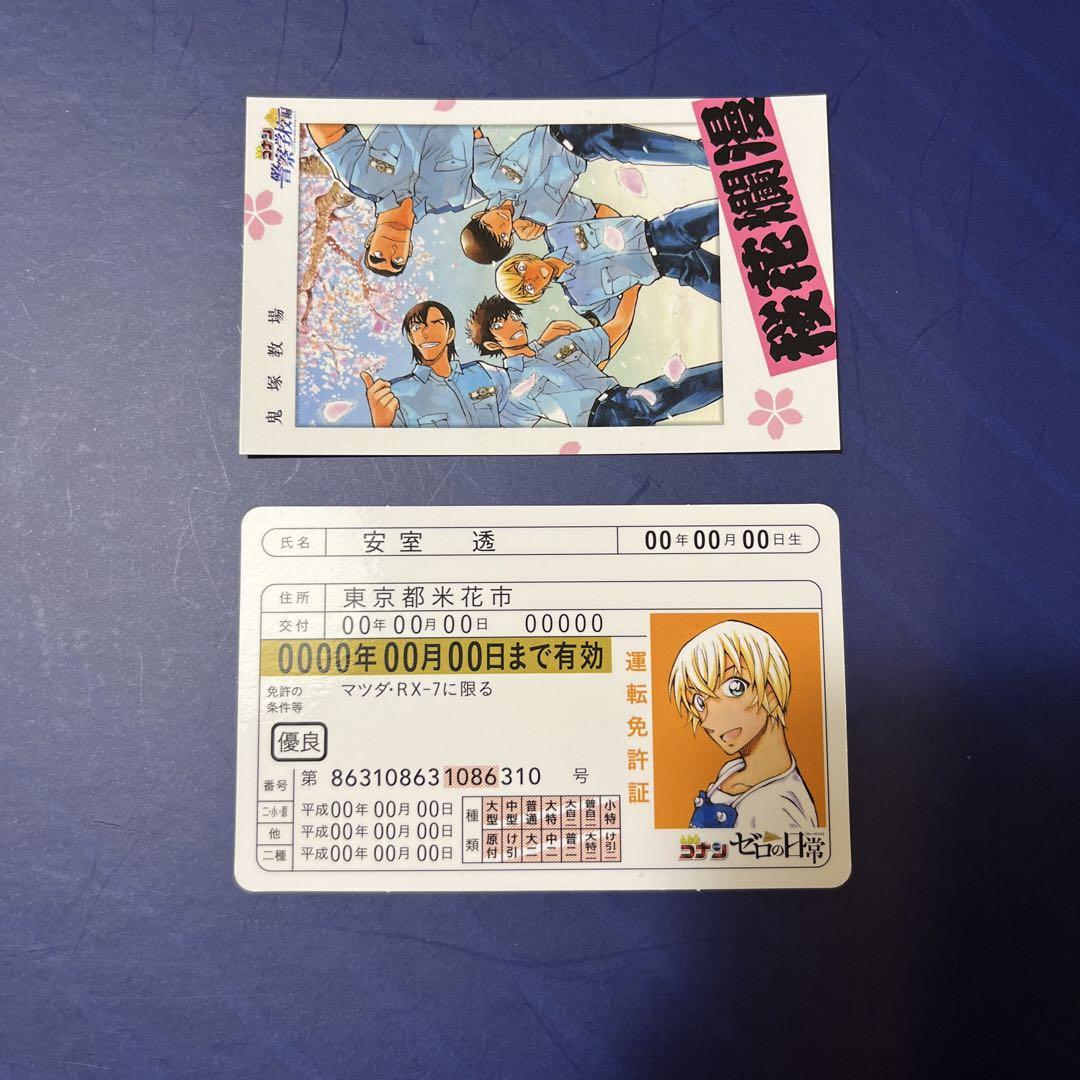 コナン
警察学校編
鬼塚教場
桜花爛漫
氏名 安室 透 00年00月00日生
住所 東京都米花市
交付 00年00月00日 00000
0000年00月00日まで有効
免許の
条件等
マツダ・RX-7に限る
優良
運転免許証
番号 第 863108631086310 号
二・小・原 平成00年00月00日
他 平成00年00月00日
二種 平成00年00月00日
種類
大型 中型 普通 大特 大自二 普自二 小特
原付 け引 大二 中二 普二 大特二 け引二
コナン ゼロの日常